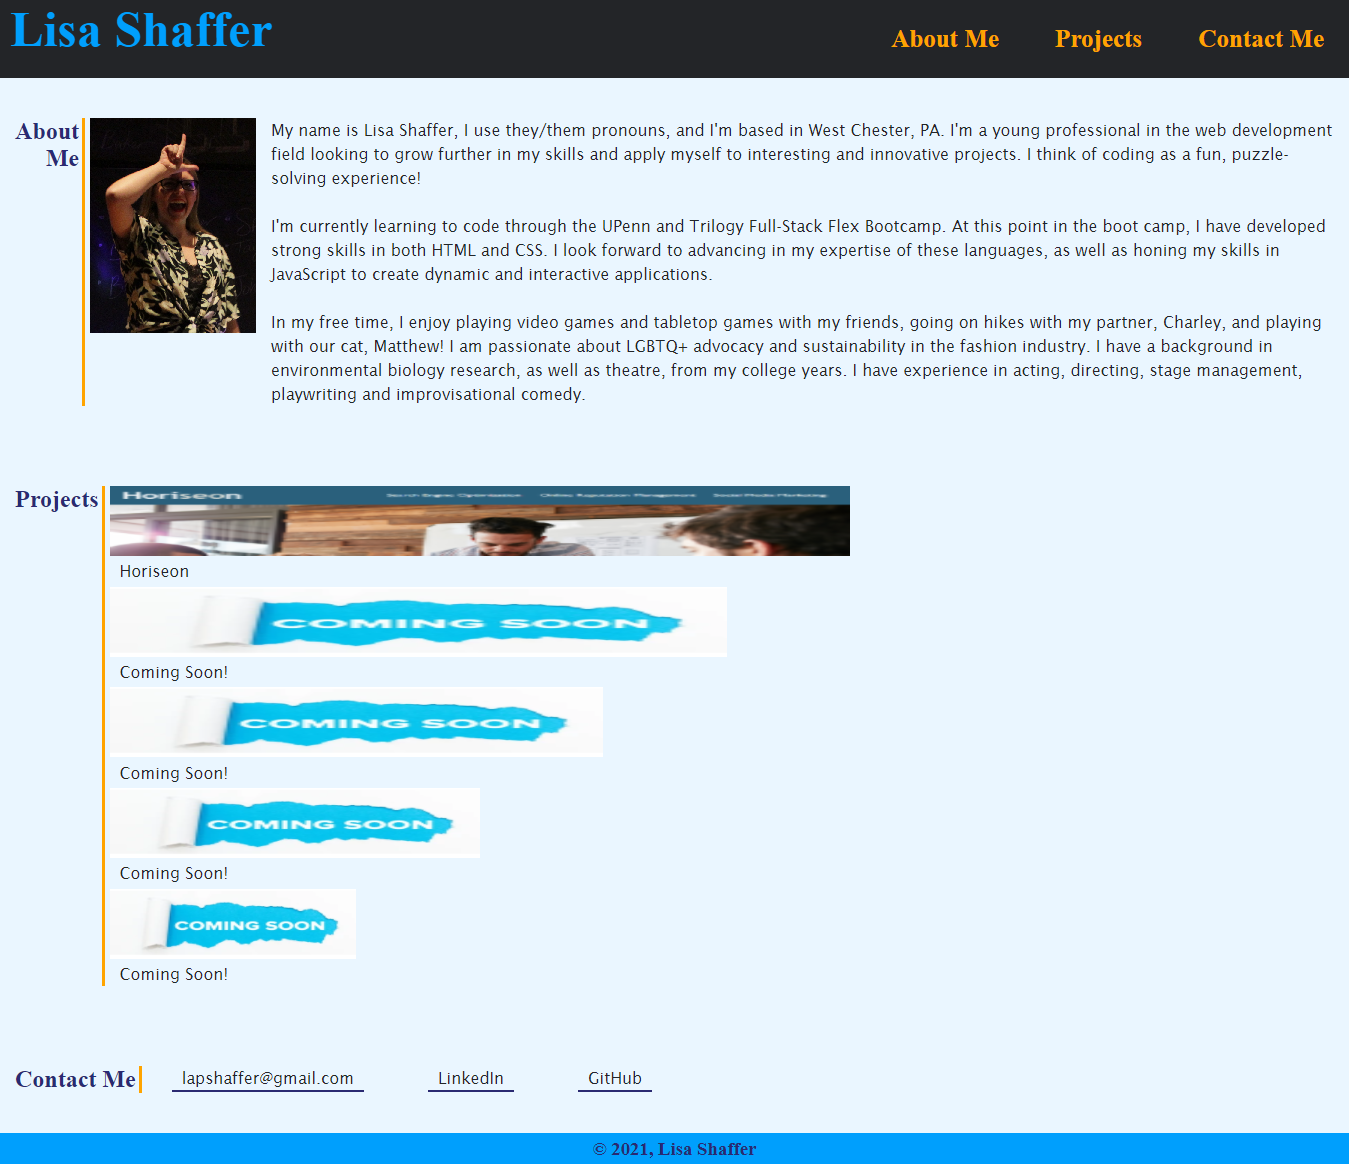 Lisa Shaffer
About Me Projects Contact Me
About
Me
My name is Lisa Shaffer, I use they/them pronouns, and I'm based in West Chester, PA. I'm a young professional in the web development
field looking to grow further in my skills and apply myself to interesting and innovative projects. I think of coding as a fun, puzzle-
solving experience!
I'm currently learning to code through the UPenn and Trilogy Full-Stack Flex Bootcamp. At this point in the boot camp, I have developed
strong skills in both HTML and CSS. I look forward to advancing in my expertise of these languages, as well as honing my skills in
JavaScript to create dynamic and interactive applications.
In my free time, I enjoy playing video games and tabletop games with my friends, going on hikes with my partner, Charley, and playing
with our cat, Matthew! I am passionate about LGBTQ+ advocacy and sustainability in the fashion industry. I have a background in
environmental biology research, as well as theatre, from my college years. I have experience in acting, directing, stage management,
playwriting and improvisational comedy.
Projects
Horiseon Search Engine Optimization Online Reputation Management Social Media Marketing
Horiseon
COMING SOON
Coming Soon!
COMING SOON
Coming Soon!
COMING SOON
Coming Soon!
COMING SOON
Coming Soon!
Contact Me
lapshaffer@gmail.com LinkedIn GitHub
© 2021, Lisa Shaffer